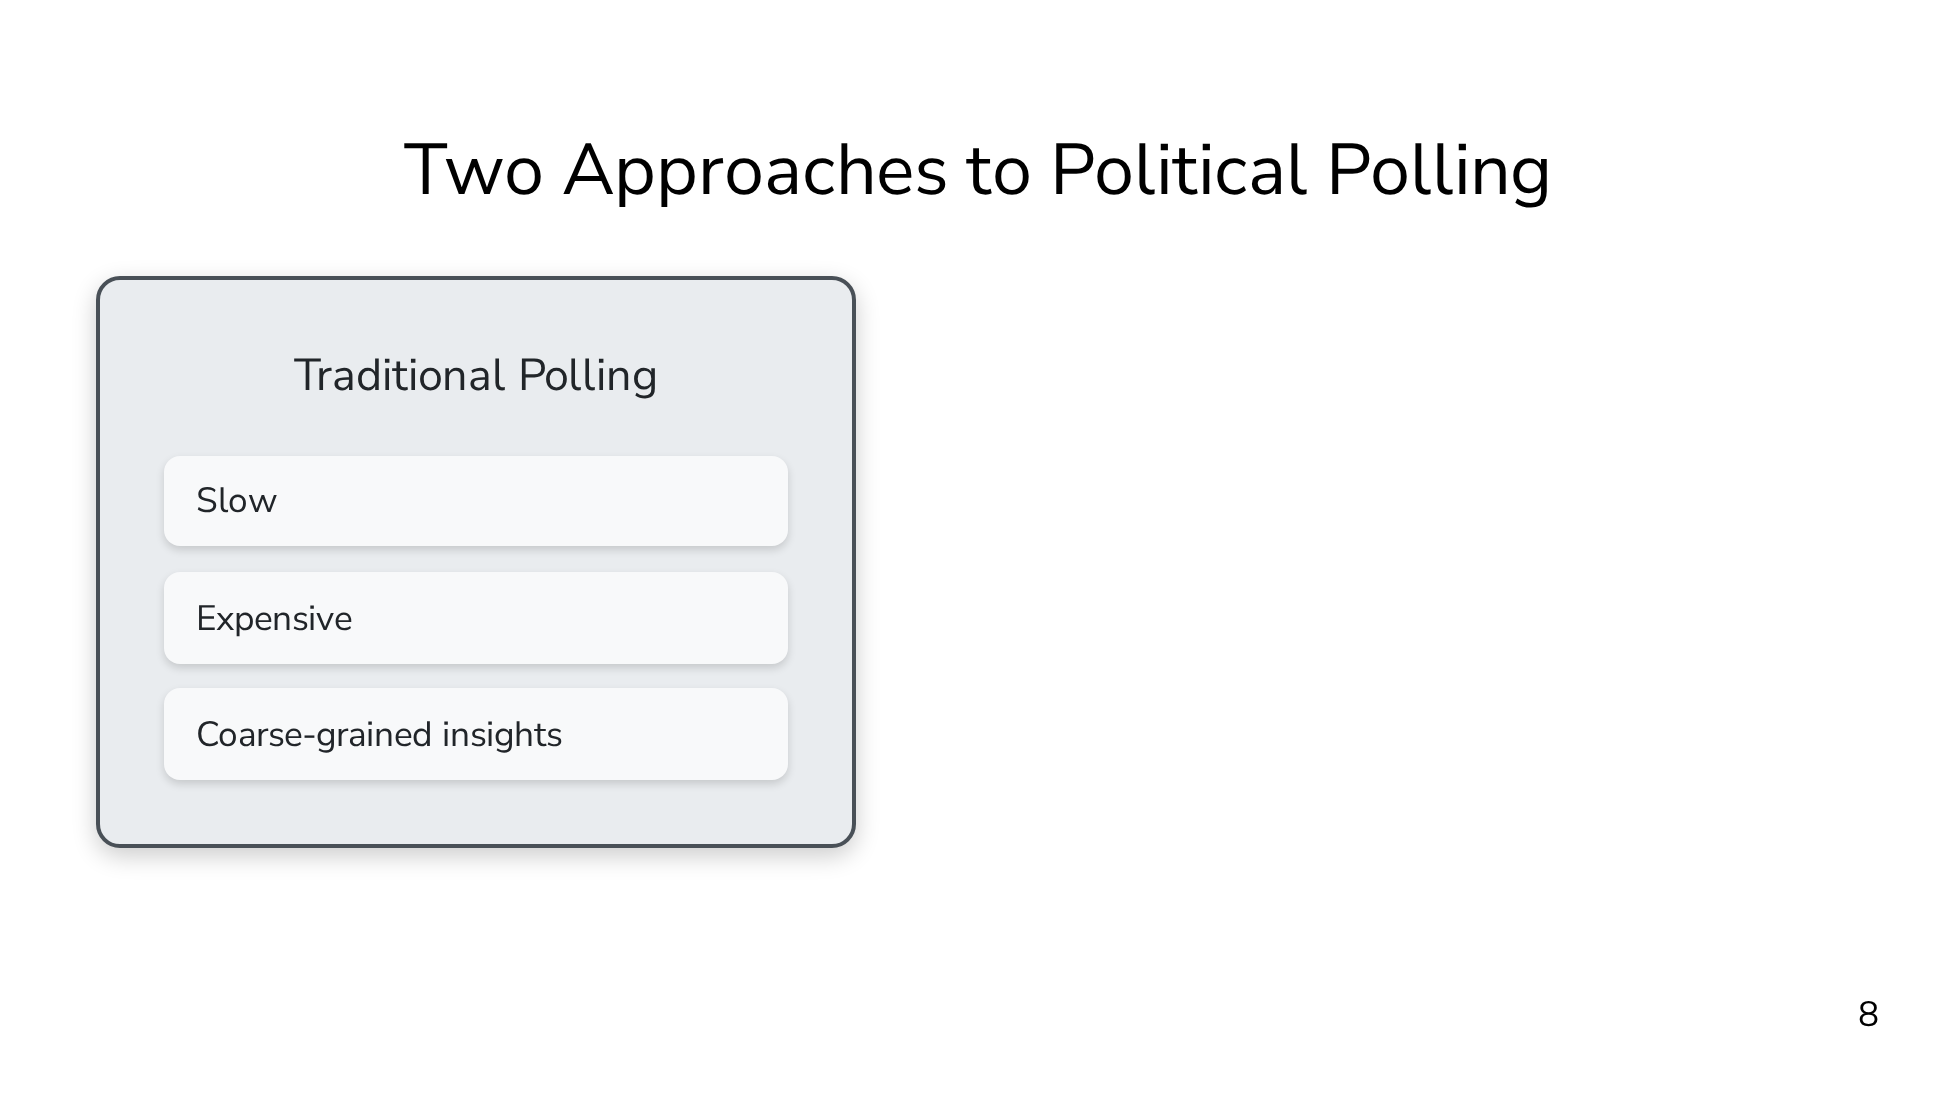 Two Approaches to Political Polling
Traditional Polling
Slow
Expensive
Coarse-grained insights
8